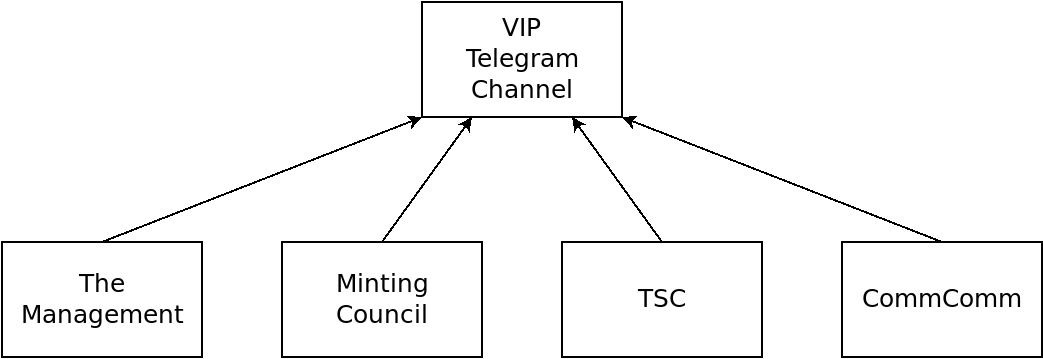 VIP
Telegram
Channel
The
Management
Minting
Council
TSC
CommComm